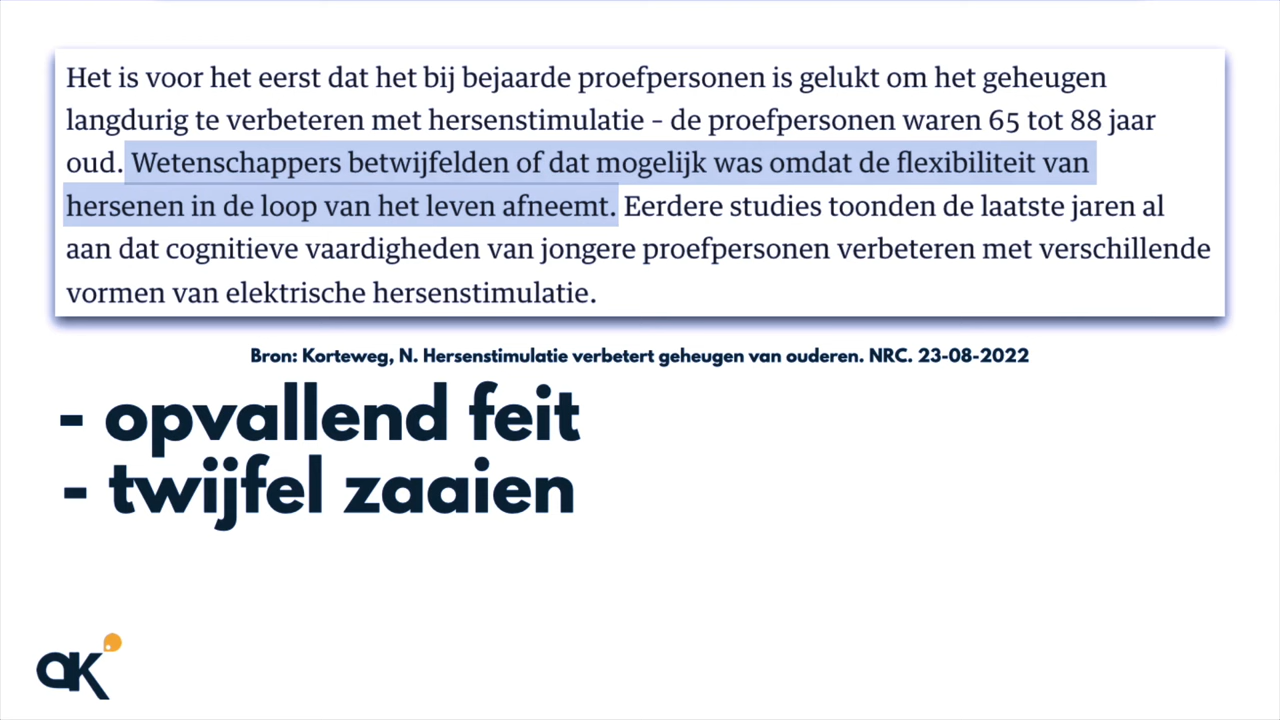 Het is voor het eerst dat het bij bejaarde proefpersonen is gelukt om het geheugen
langdurig te verbeteren met hersenstimulatie – de proefpersonen waren 65 tot 88 jaar
oud. Wetenschappers betwijfelden of dat mogelijk was omdat de flexibiliteit van
hersenen in de loop van het leven afneemt. Eerdere studies toonden de laatste jaren al
aan dat cognitieve vaardigheden van jongere proefpersonen verbeteren met verschillende
vormen van elektrische hersenstimulatie.
Bron: Korteweg, N. Hersenstimulatie verbetert geheugen van ouderen. NRC. 23-08-2022
- opvallend feit
- twijfel zaaien
aK